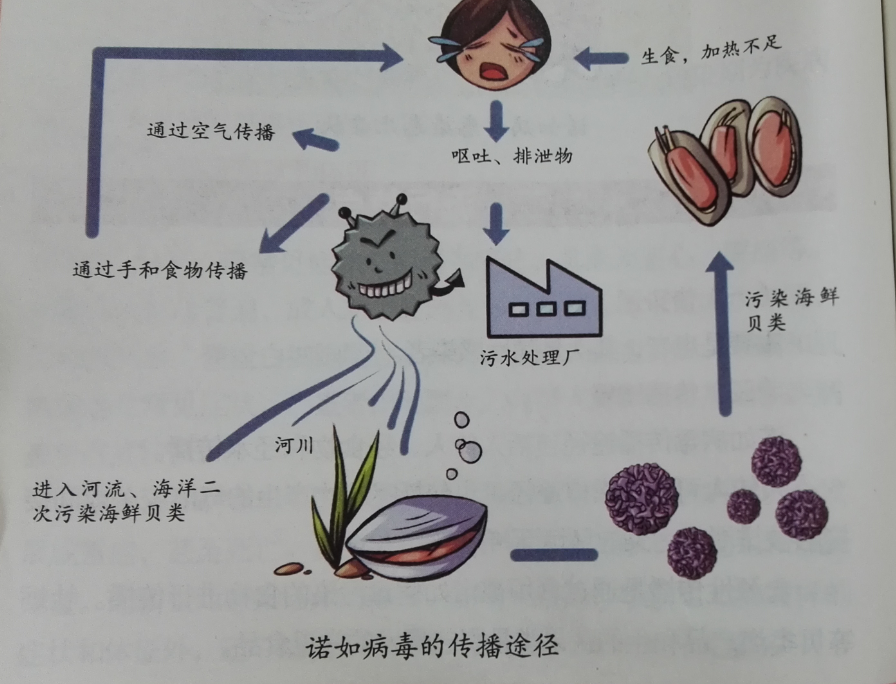 生食，加热不足
通过空气传播
呕吐、排泄物
通过手和食物传播
污染海鲜
贝类
污水处理厂
河川
进入河流、海洋二
次污染海鲜贝类
诺如病毒的传播途径